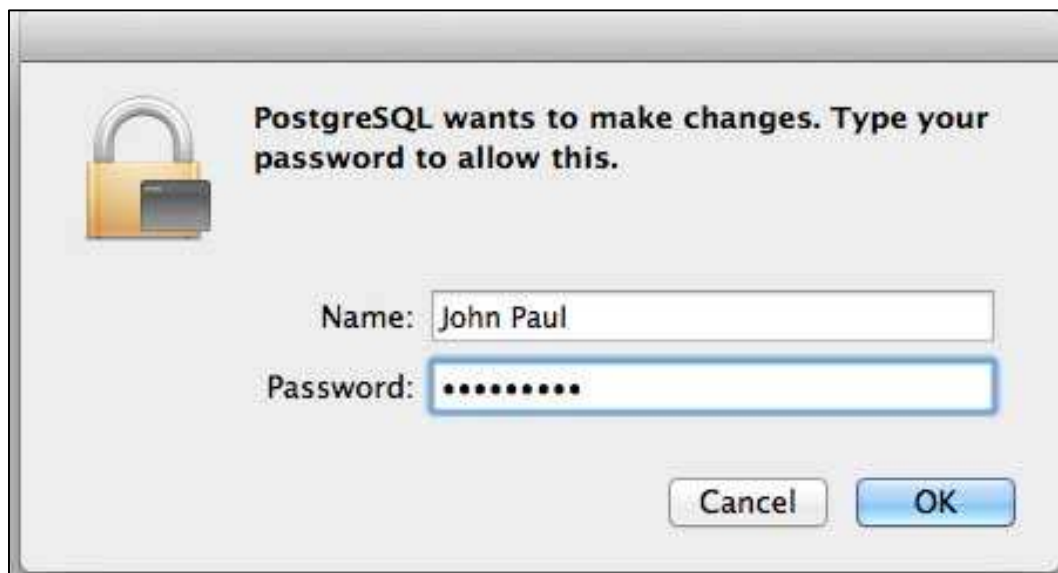 PostgreSQL wants to make changes. Type your
password to allow this.
Name: John Paul
Password: •••••••••
Cancel OK